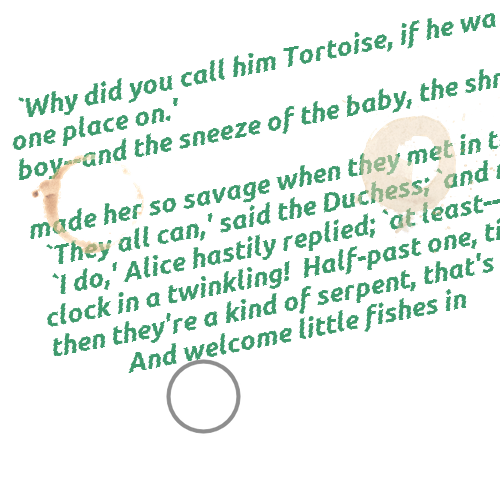 `Why did you call him Tortoise, if he wa
one place on.'
boy--and the sneeze of the baby, the shr
made her so savage when they met in t
`They all can,' said the Duchess; `and
`I do,' Alice hastily replied; `at least--
clock in a twinkling! Half-past one, ti
then they're a kind of serpent, that's
And welcome little fishes in